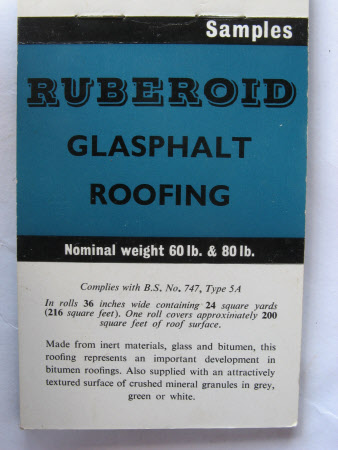 Samples
RUBEROID
GLASPHALT
ROOFING
Nominal weight 60 lb. & 80 lb.
Complies with B.S. No. 747, Type 5A
In rolls 36 inches wide containing 24 square yards
(216 square feet). One roll covers approximately 200
square feet of roof surface.
Made from inert materials, glass and bitumen, this
roofing represents an important development in
bitumen roofings. Also supplied with an attractively
textured surface of crushed mineral granules in grey,
green or white.